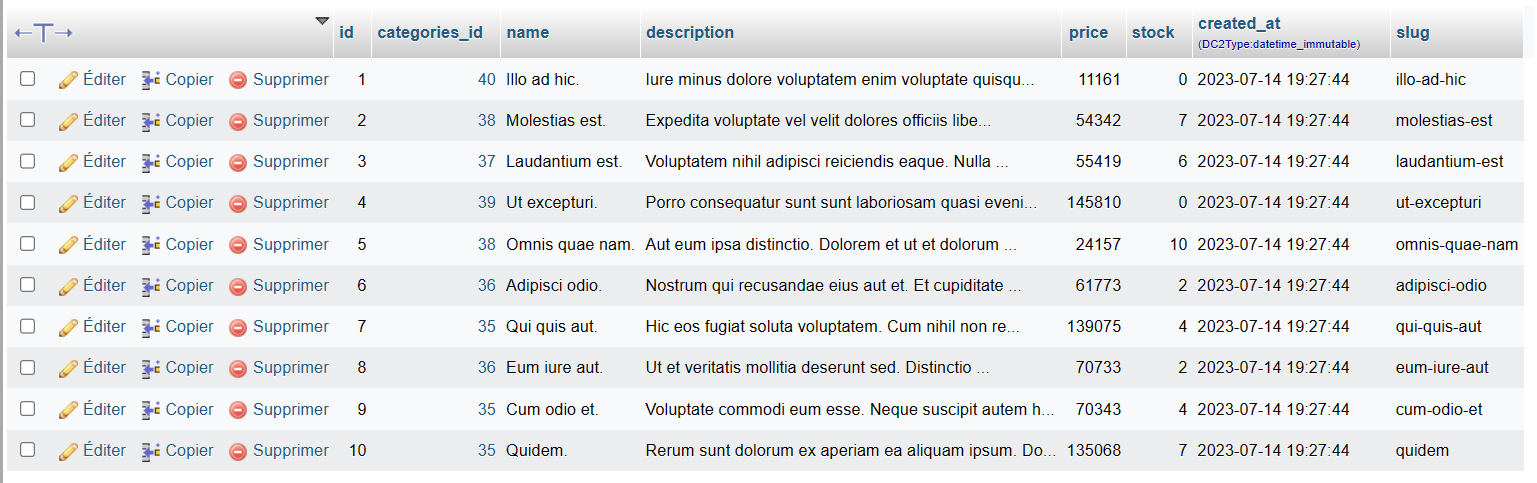 id categories_id name description price stock created_at (DC2Type:datetime_immutable) slug
Éditer Copier Supprimer 1 40 Illo ad hic. Iure minus dolore voluptatem enim voluptate quisqu... 11161 0 2023-07-14 19:27:44 illo-ad-hic
Éditer Copier Supprimer 2 38 Molestias est. Expedita voluptate vel velit dolores officiis libe... 54342 7 2023-07-14 19:27:44 molestias-est
Éditer Copier Supprimer 3 37 Laudantium est. Voluptatem nihil adipisci reiciendis eaque. Nulla ... 55419 6 2023-07-14 19:27:44 laudantium-est
Éditer Copier Supprimer 4 39 Ut excepturi. Porro consequatur sunt sunt laboriosam quasi eveni... 145810 0 2023-07-14 19:27:44 ut-excepturi
Éditer Copier Supprimer 5 38 Omnis quae nam. Aut eum ipsa distinctio. Dolorem et ut et dolorum ... 24157 10 2023-07-14 19:27:44 omnis-quae-nam
Éditer Copier Supprimer 6 36 Adipisci odio. Nostrum qui recusandae eius aut et. Et cupiditate ... 61773 2 2023-07-14 19:27:44 adipisci-odio
Éditer Copier Supprimer 7 35 Qui quis aut. Hic eos fugiat soluta voluptatem. Cum nihil non re... 139075 4 2023-07-14 19:27:44 qui-quis-aut
Éditer Copier Supprimer 8 36 Eum iure aut. Ut et veritatis mollitia deserunt sed. Distinctio ... 70733 2 2023-07-14 19:27:44 eum-iure-aut
Éditer Copier Supprimer 9 35 Cum odio et. Voluptate commodi eum esse. Neque suscipit autem h... 70343 4 2023-07-14 19:27:44 cum-odio-et
Éditer Copier Supprimer 10 35 Quidem. Rerum sunt dolorum ex aperiam ea aliquam ipsum. Do... 135068 7 2023-07-14 19:27:44 quidem